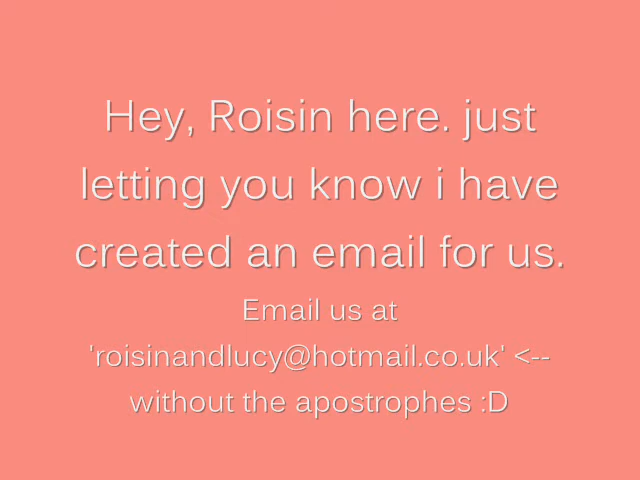 Hey, Roisin here. just
letting you know i have
created an email for us.
Email us at
'roisinandlucy@hotmail.co.uk' <--
without the apostrophes :D